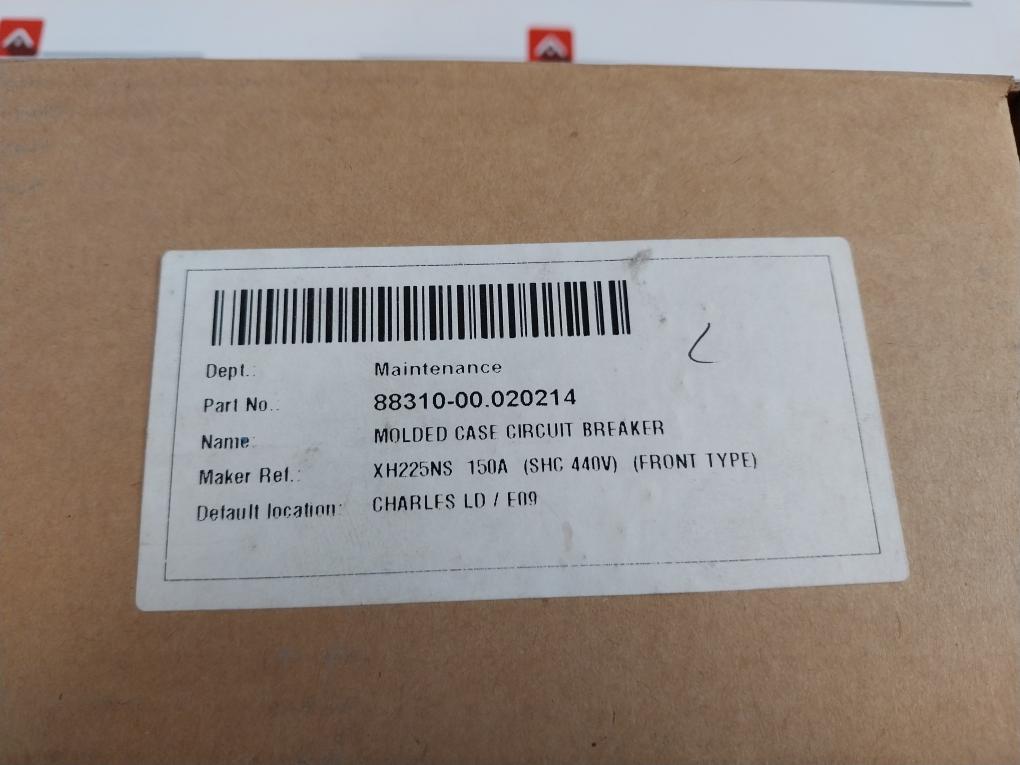 Dept.: Maintenance
Part No.: 88310-00.020214
Name: MOLDED CASE CIRCUIT BREAKER
Maker Ref.: XH225NS 150A (SHC 440V) (FRONT TYPE)
Default location: CHARLES LD / E09